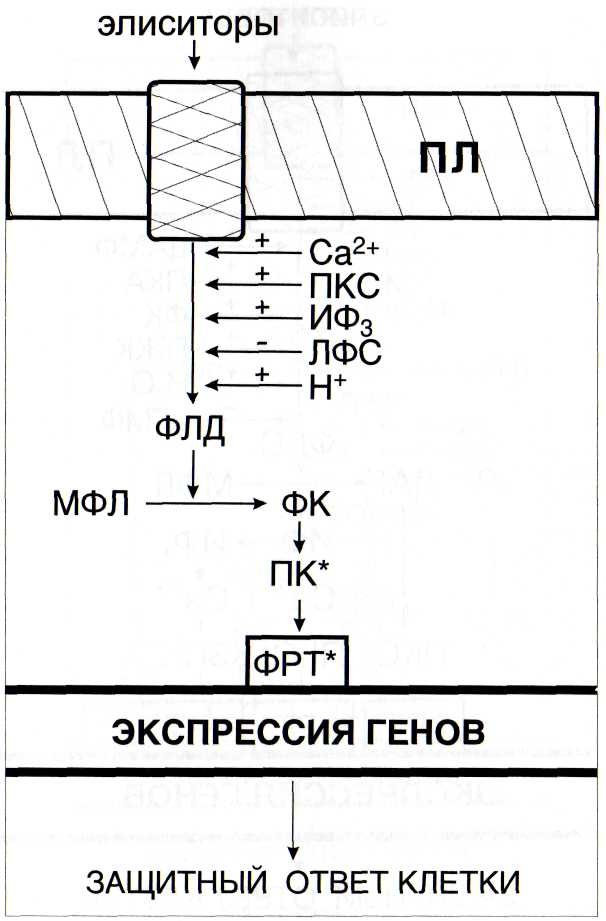 элиситоры
ПЛ
+ Ca²⁺
+ ПКС
+ ИФ₃
- ЛФС
+ H⁺
ФЛД
МФЛ ФК
ПК*
ФРТ*
ЭКСПРЕССИЯ ГЕНОВ
ЗАЩИТНЫЙ ОТВЕТ КЛЕТКИ